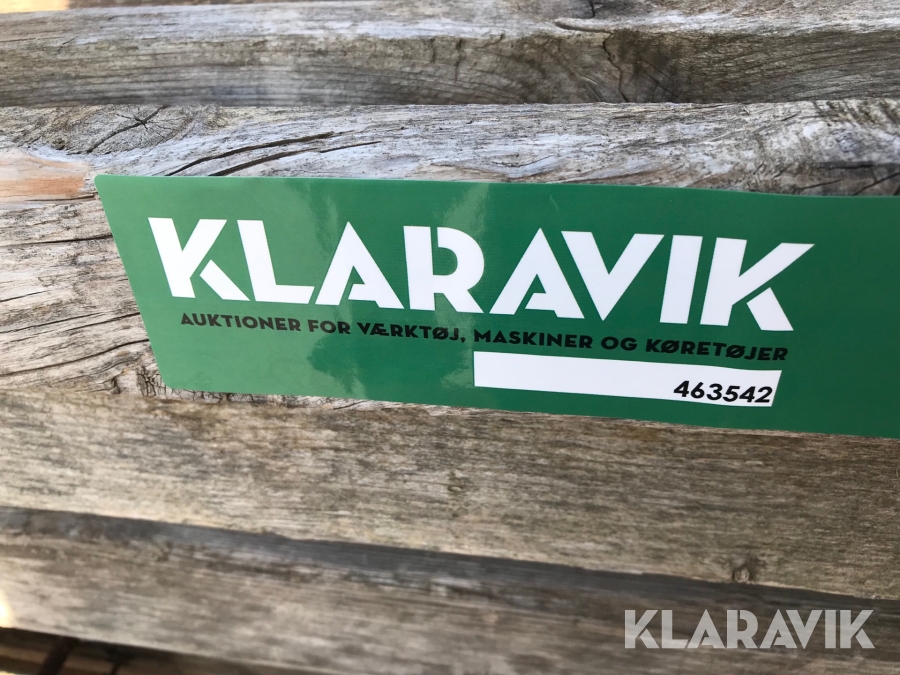 KLARAVIK
AUKTIONER FOR VÆRKTØJ, MASKINER OG KØRETØJER
463542
KLARAVIK